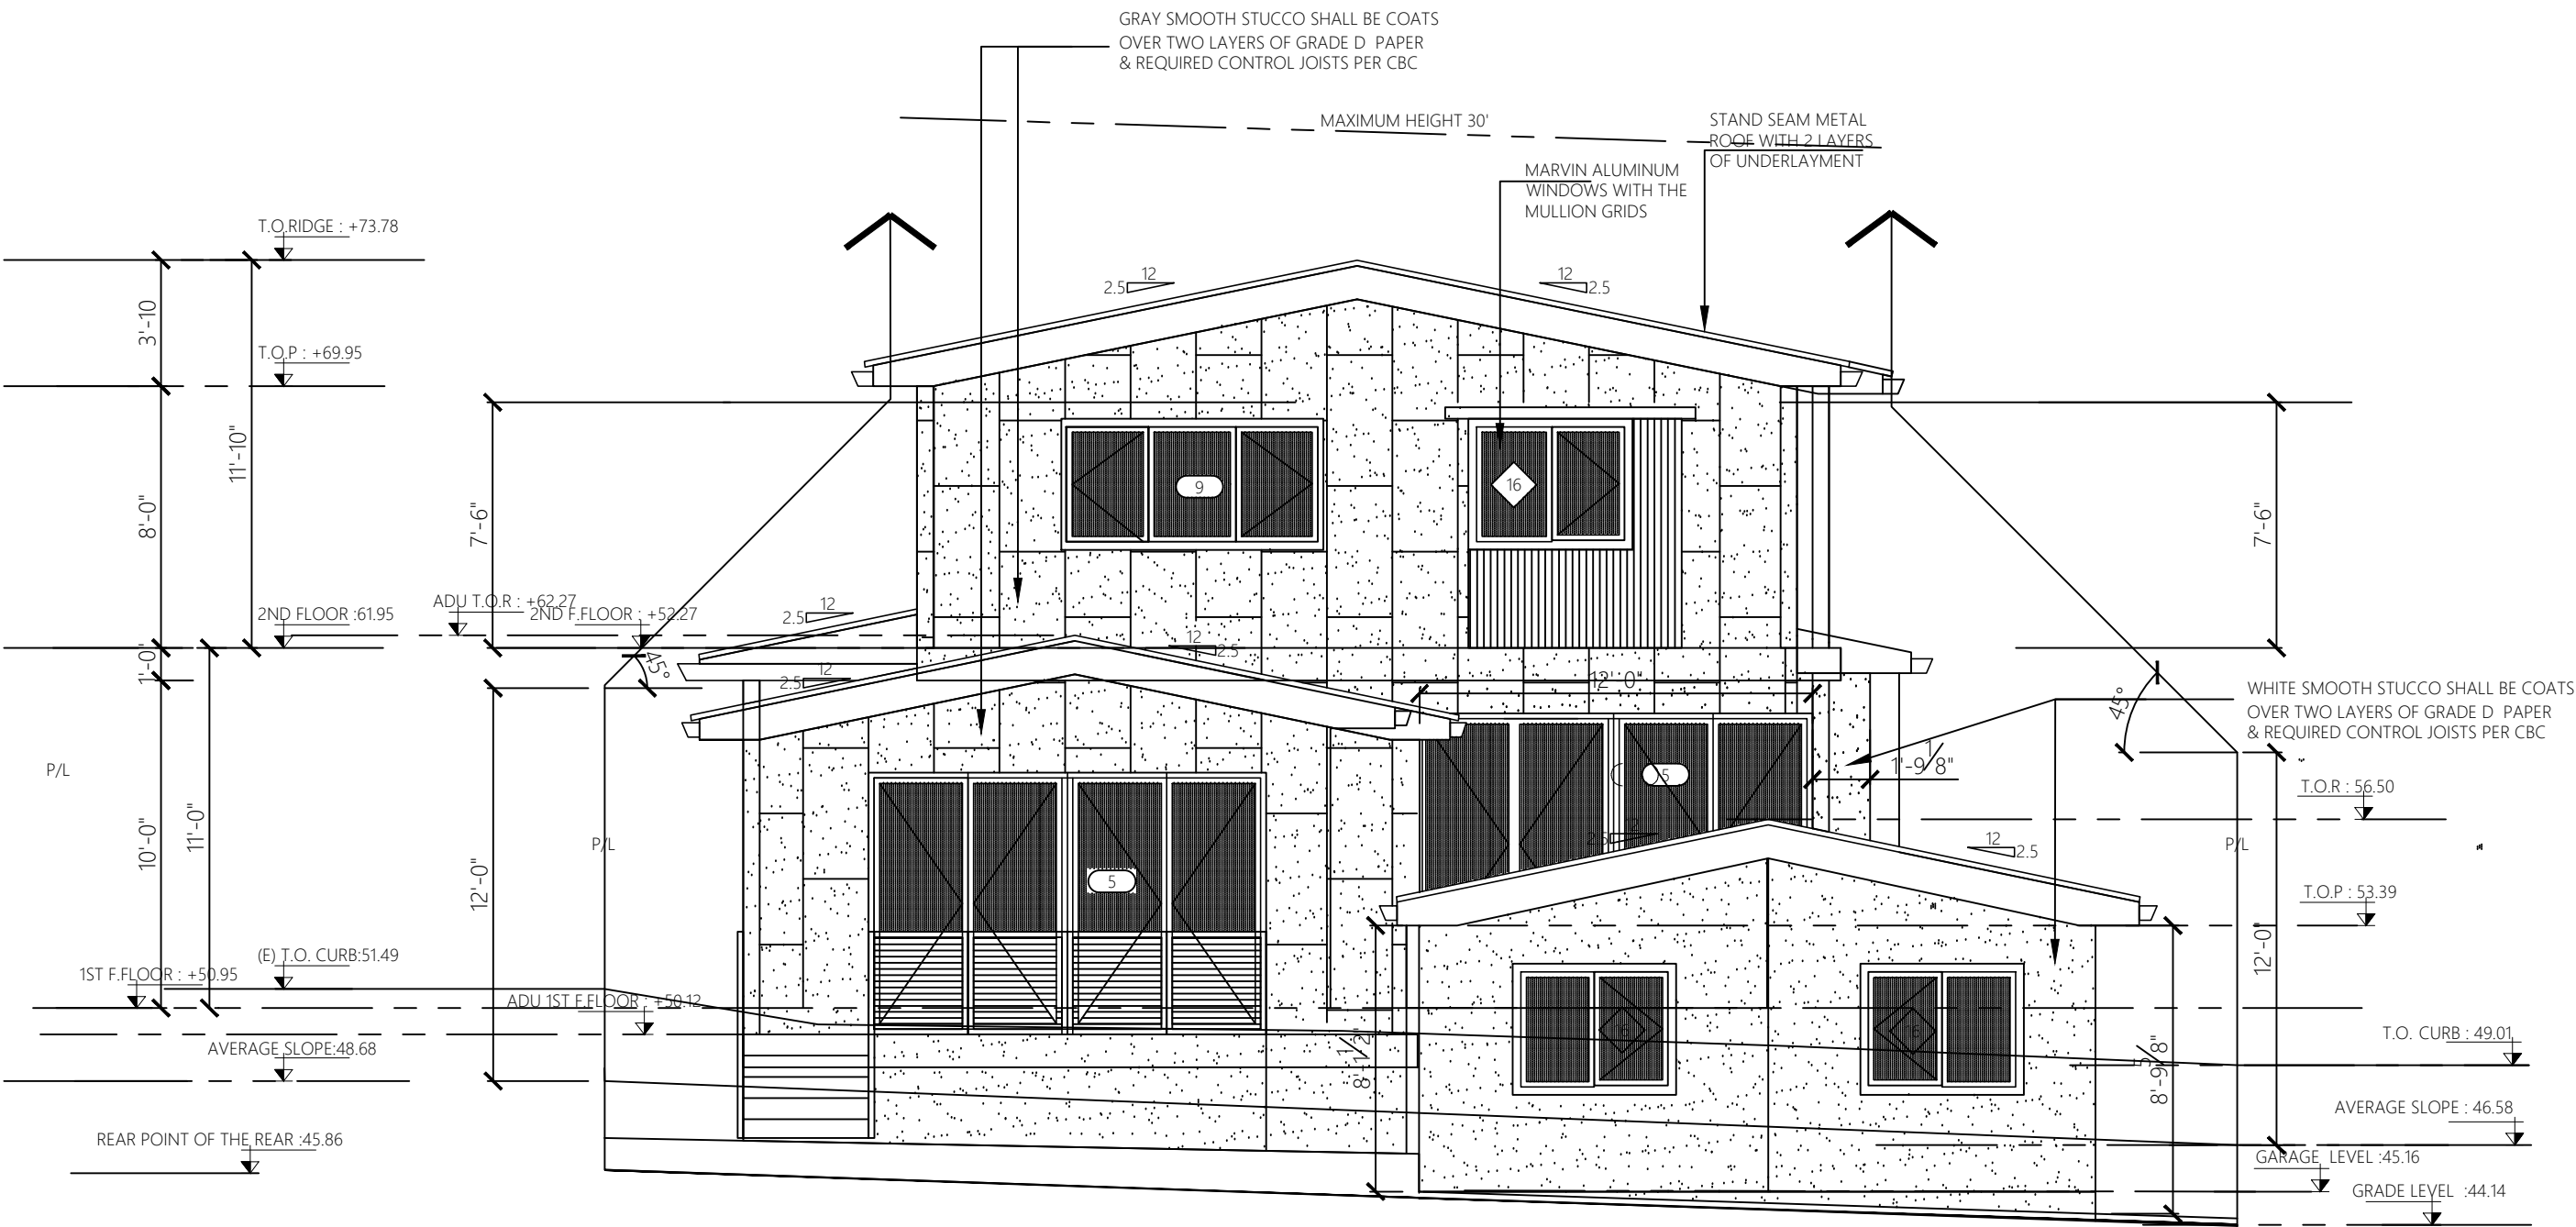 GRAY SMOOTH STUCCO SHALL BE COATS
OVER TWO LAYERS OF GRADE D PAPER
& REQUIRED CONTROL JOISTS PER CBC
MAXIMUM HEIGHT 30'
STAND SEAM METAL
ROOF WITH 2 LAYERS
OF UNDERLAYMENT
MARVIN ALUMINUM
WINDOWS WITH THE
MULLION GRIDS
T.O.RIDGE : +73.78
12
2.5
12
2.5
3'-10
T.O.P : +69.95
11'-10"
8'-0"
7'-6"
9
16
7'-6"
2ND FLOOR :61.95
ADU T.O.R : +62.27
2ND F.FLOOR : +52.27
12
2.5
12
2.5
12
2.5
1'-0"
45°
12'-0"
45°
WHITE SMOOTH STUCCO SHALL BE COATS
OVER TWO LAYERS OF GRADE D PAPER
& REQUIRED CONTROL JOISTS PER CBC
P/L
5
T.O.R : 56.50
10'-0"
11'-0"
12'-0"
P/L
5
12
2.5
12
2.5
P/L
T.O.P : 53.39
12'-0"
(E) T.O. CURB:51.49
1ST F.FLOOR : +50.95
ADU 1ST F.FLOOR : +50.12
16
16
T.O. CURB : 49.01
AVERAGE SLOPE:48.68
AVERAGE SLOPE : 46.58
REAR POINT OF THE REAR :45.86
GARAGE LEVEL :45.16
GRADE LEVEL :44.14